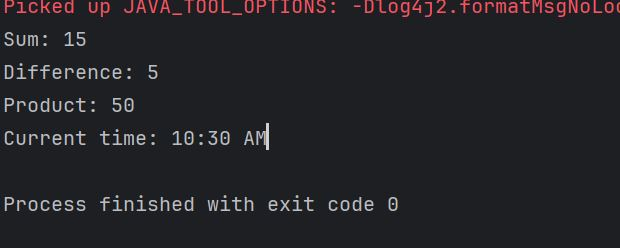 Picked up JAVA_TOOL_OPTIONS: -Dlog4j2.formatMsgNoLoo
Sum: 15
Difference: 5
Product: 50
Current time: 10:30 AM
Process finished with exit code 0